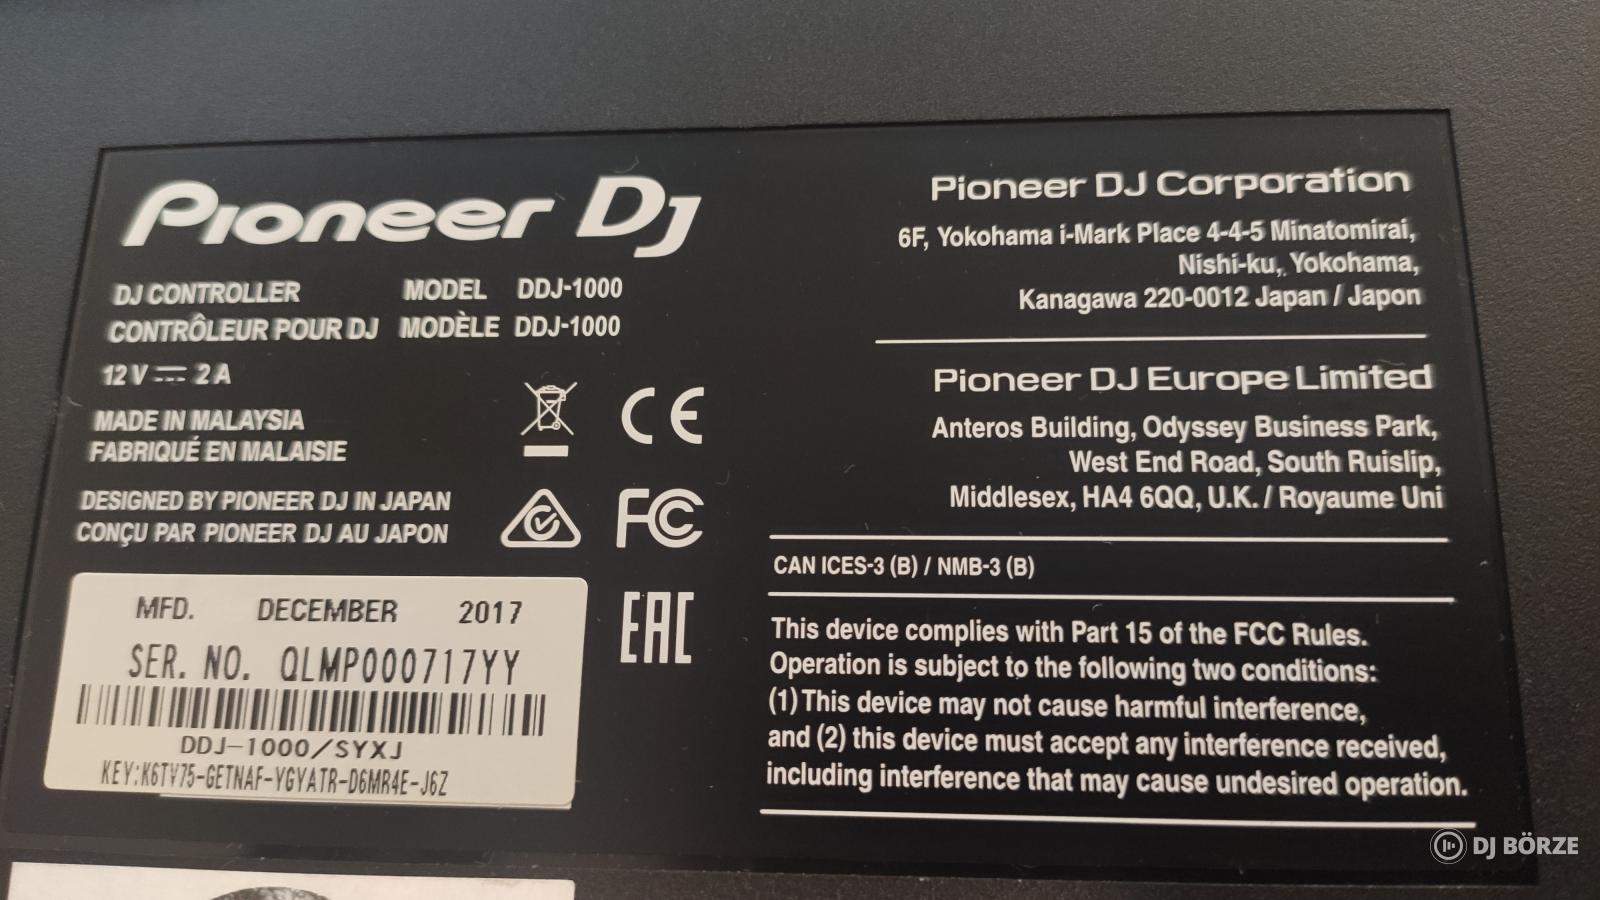 Pioneer DJ
DJ CONTROLLER MODEL DDJ-1000
CONTRÔLEUR POUR DJ MODÈLE DDJ-1000
12 V ⎓ 2 A
MADE IN MALAYSIA
FABRIQUÉ EN MALAISIE
DESIGNED BY PIONEER DJ IN JAPAN
CONÇU PAR PIONEER DJ AU JAPON
CE
FC
EAC
MFD. DECEMBER 2017
SER. NO. QLMP000717YY
DDJ-1000/SYXJ
KEY:K6TV75-GETNAF-YGYATR-D6MR4E-J6Z
Pioneer DJ Corporation
6F, Yokohama i-Mark Place 4-4-5 Minatomirai,
Nishi-ku, Yokohama,
Kanagawa 220-0012 Japan / Japon
Pioneer DJ Europe Limited
Anteros Building, Odyssey Business Park,
West End Road, South Ruislip,
Middlesex, HA4 6QQ, U.K. / Royaume Uni
CAN ICES-3 (B) / NMB-3 (B)
This device complies with Part 15 of the FCC Rules.
Operation is subject to the following two conditions:
(1) This device may not cause harmful interference,
and (2) this device must accept any interference received,
including interference that may cause undesired operation.
DJ BÖRZE